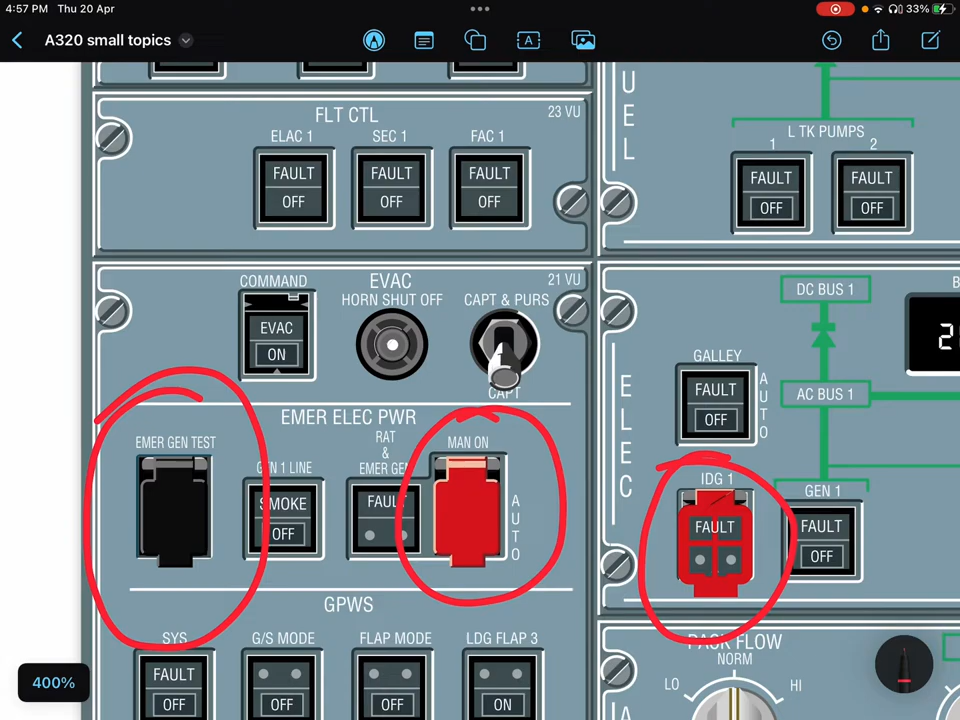 4:57 PM Thu 20 Apr
33%
A320 small topics
A
FLT CTL
23 VU
ELAC 1
SEC 1
FAC 1
FAULT
OFF
FAULT
OFF
FAULT
OFF
UEL
L TK PUMPS
1
2
FAULT
OFF
FAULT
OFF
EVAC
21 VU
COMMAND
HORN SHUT OFF
CAPT & PURS
EVAC
ON
CAPT
EMER ELEC PWR
EMER GEN TEST
GEN 1 LINE
SMOKE
OFF
RAT
&
EMER GEN
FAULT
MAN ON
AUTO
GPWS
SYS
G/S MODE
FLAP MODE
LDG FLAP 3
FAULT
OFF
OFF
OFF
ON
ELEC
DC BUS 1
B
2
GALLEY
FAULT
OFF
AUTO
AC BUS 1
IDG 1
FAULT
GEN 1
FAULT
OFF
PACK FLOW
NORM
LO
HI
A
400%